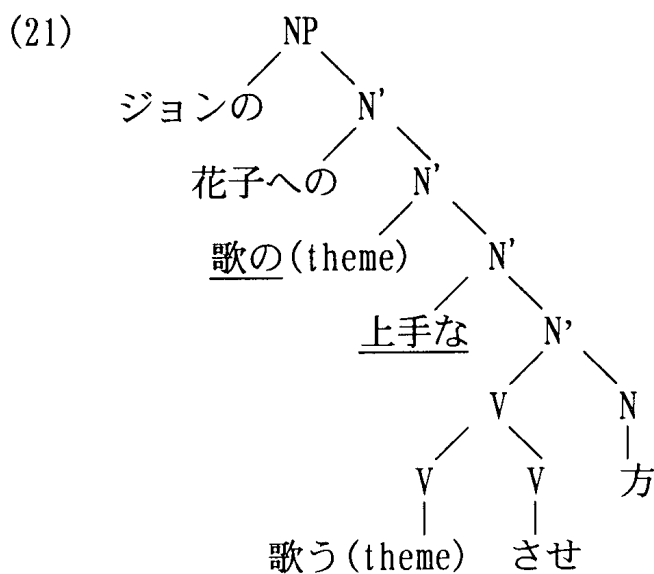 (21) NP
ジョンの N'
花子への N'
歌の(theme) N'
上手な N'
V N
V V 方
歌う(theme) させ